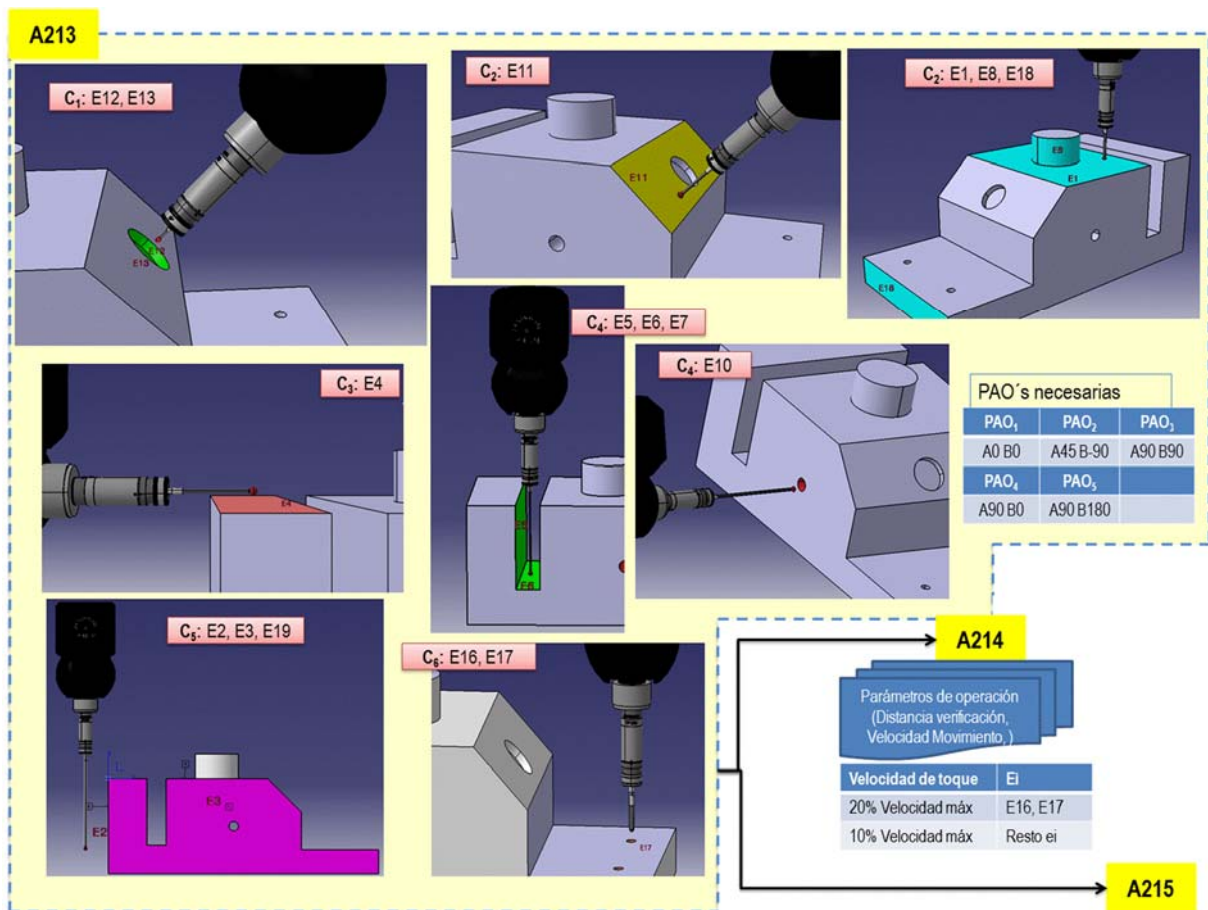 A213
C₁: E12, E13
E12
E13
C₂: E11
E11
C₂: E1, E8, E18
E1
E18
C₃: E4
E4
C₄: E5, E6, E7
E6
C₄: E10
PAO´s necesarias
PAO₁ PAO₂ PAO₃
A0 B0 A45 B-90 A90 B90
PAO₄ PAO₅
A90 B0 A90 B180
C₅: E2, E3, E19
E2
E3
C₆: E16, E17
E17
A214
Parámetros de operación
(Distancia verificación,
Velocidad Movimiento,)
Velocidad de toque Ei
20% Velocidad máx E16, E17
10% Velocidad máx Resto ei
A215